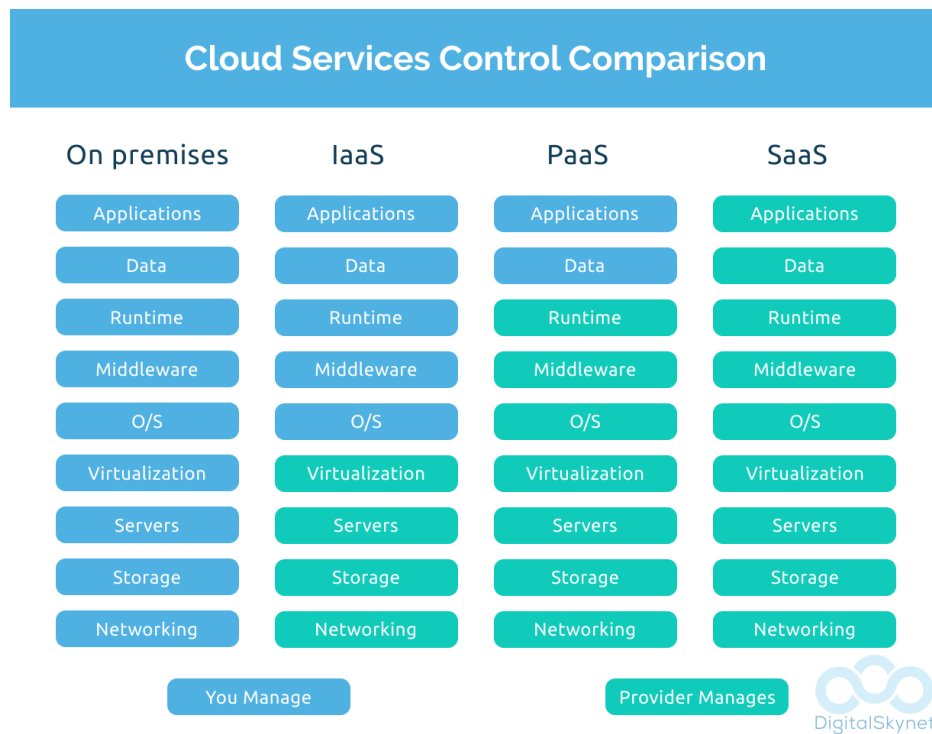 Cloud Services Control Comparison
On premises IaaS PaaS SaaS
Applications Applications Applications Applications
Data Data Data Data
Runtime Runtime Runtime Runtime
Middleware Middleware Middleware Middleware
O/S O/S O/S O/S
Virtualization Virtualization Virtualization Virtualization
Servers Servers Servers Servers
Storage Storage Storage Storage
Networking Networking Networking Networking
You Manage Provider Manages
DigitalSkynet